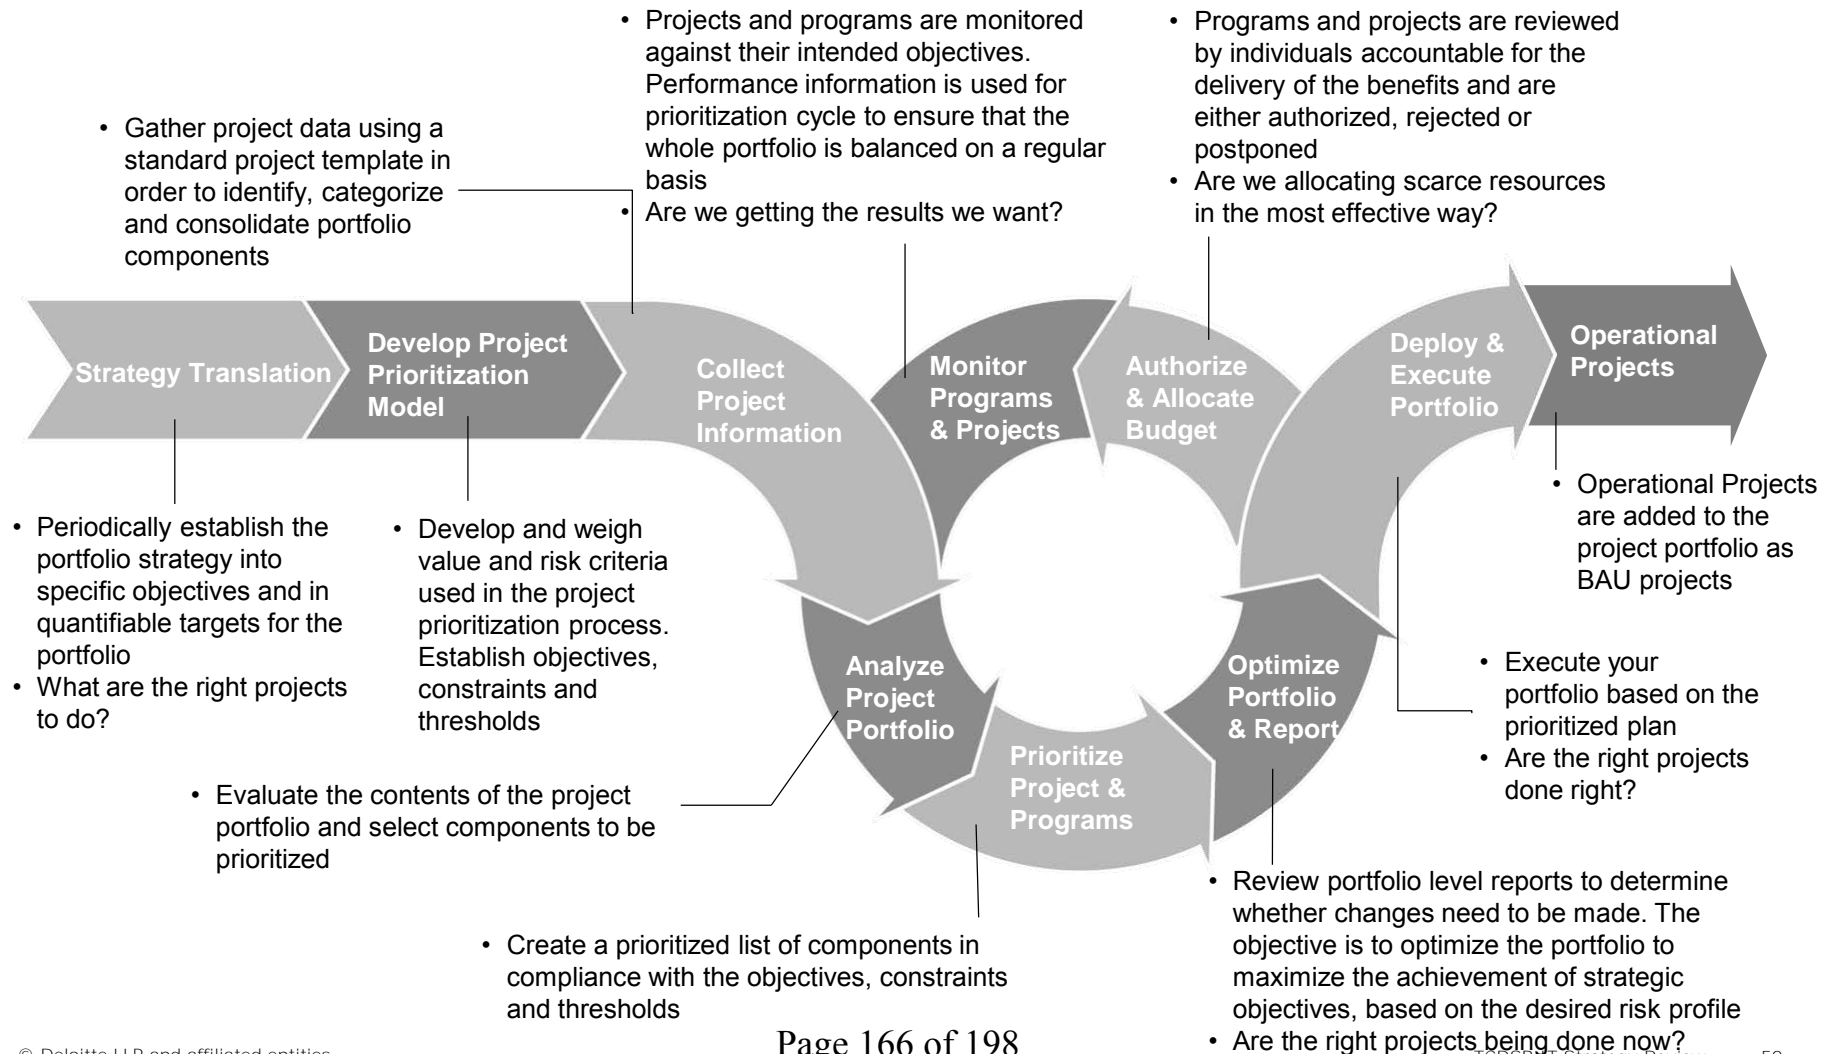 • Projects and programs are monitored
against their intended objectives.
Performance information is used for
prioritization cycle to ensure that the
whole portfolio is balanced on a regular
basis
• Are we getting the results we want?
• Programs and projects are reviewed
by individuals accountable for the
delivery of the benefits and are
either authorized, rejected or
postponed
• Are we allocating scarce resources
in the most effective way?
• Gather project data using a
standard project template in
order to identify, categorize
and consolidate portfolio
components
Strategy Translation
Develop Project
Prioritization
Model
Collect
Project
Information
Monitor
Programs
& Projects
Authorize
& Allocate
Budget
Deploy &
Execute
Portfolio
Operational
Projects
• Periodically establish the
portfolio strategy into
specific objectives and in
quantifiable targets for the
portfolio
• What are the right projects
to do?
• Develop and weigh
value and risk criteria
used in the project
prioritization process.
Establish objectives,
constraints and
thresholds
• Operational Projects
are added to the
project portfolio as
BAU projects
Analyze
Project
Portfolio
Prioritize
Project &
Programs
Optimize
Portfolio
& Report
• Execute your
portfolio based on the
prioritized plan
• Are the right projects
done right?
• Evaluate the contents of the project
portfolio and select components to be
prioritized
• Create a prioritized list of components in
compliance with the objectives, constraints
and thresholds
• Review portfolio level reports to determine
whether changes need to be made. The
objective is to optimize the portfolio to
maximize the achievement of strategic
objectives, based on the desired risk profile
• Are the right projects being done now?
© Deloitte LLP and affiliated entities
Page 166 of 198
Strategy Review